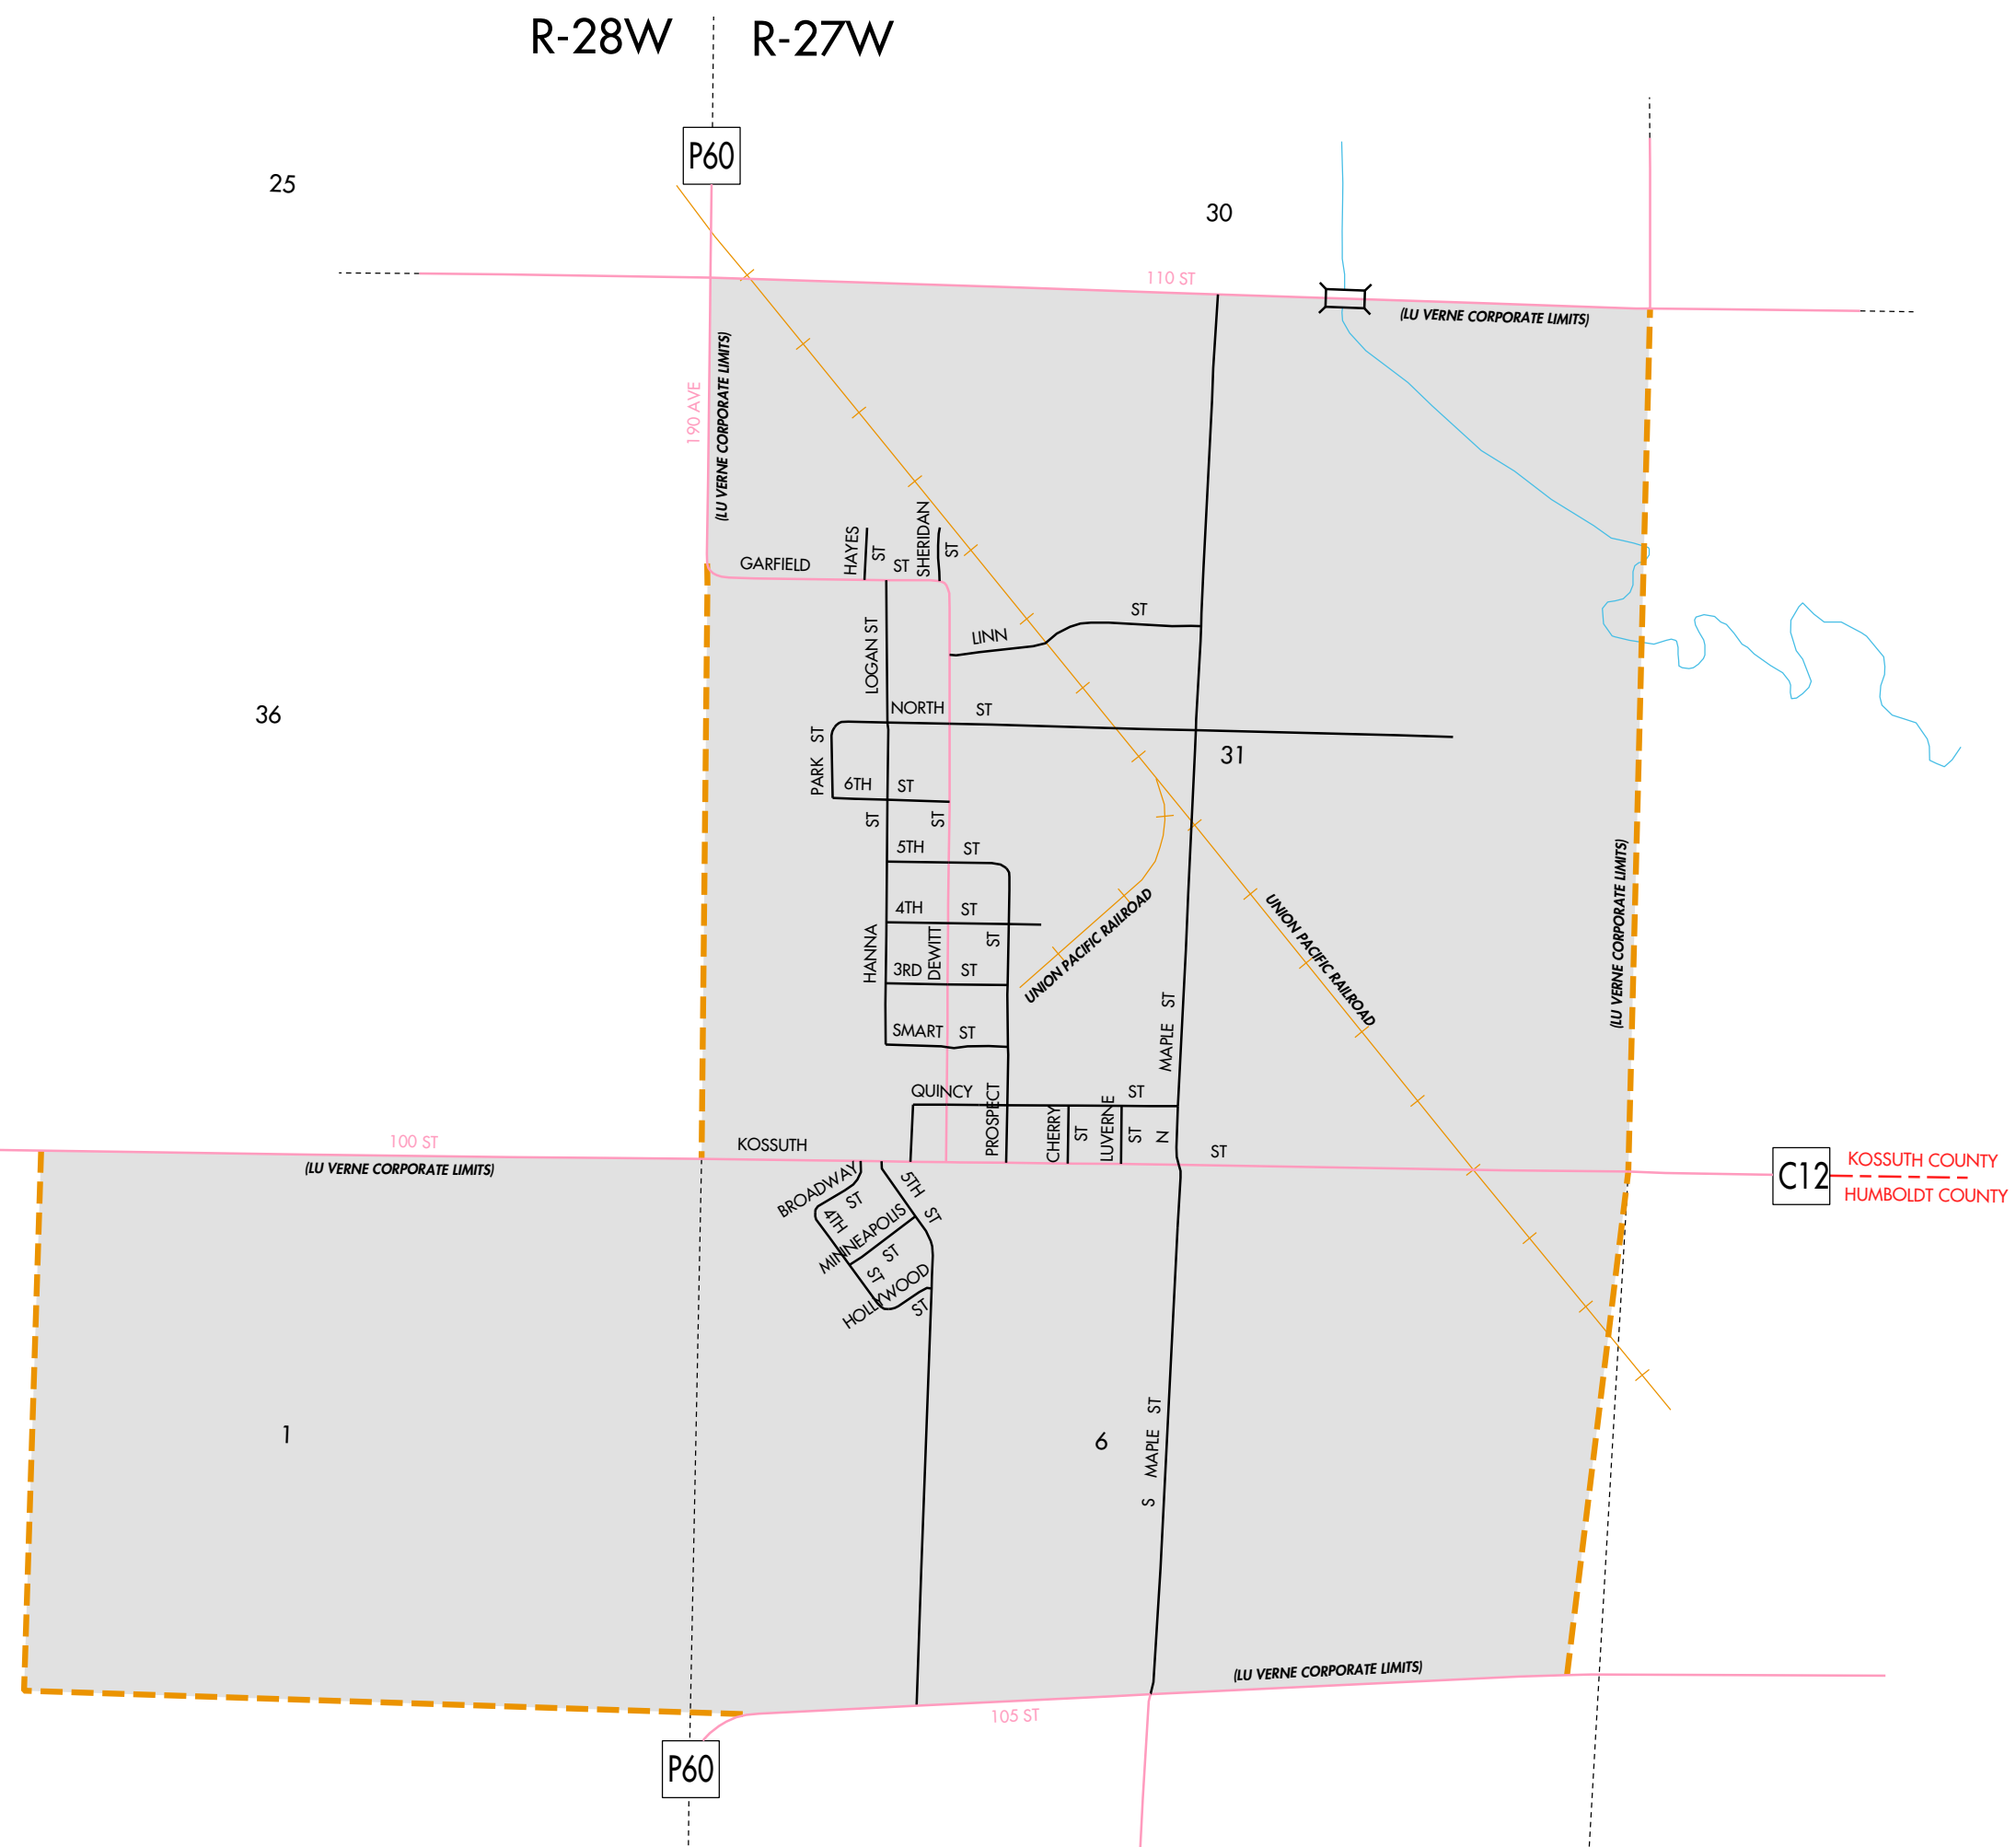 R-28W
R-27W
P60
25
30
110 ST
(LU VERNE CORPORATE LIMITS)
190 AVE
(LU VERNE CORPORATE LIMITS)
GARFIELD ST
HAYES ST
SHERIDAN ST
LOGAN ST
LINN ST
36
NORTH ST
PARK ST
31
6TH ST
HANNA ST
DEWITT ST
5TH ST
4TH ST
3RD ST
SMART ST
PROSPECT ST
UNION PACIFIC RAILROAD
UNION PACIFIC RAILROAD
(LU VERNE CORPORATE LIMITS)
N MAPLE ST
QUINCY ST
CHERRY ST
LUVERNE ST
100 ST
(LU VERNE CORPORATE LIMITS)
KOSSUTH ST
C12
KOSSUTH COUNTY
HUMBOLDT COUNTY
BROADWAY ST
5TH ST
4TH ST
MINNEAPOLIS ST
HOLLYWOOD ST
1
6
S MAPLE ST
(LU VERNE CORPORATE LIMITS)
105 ST
P60